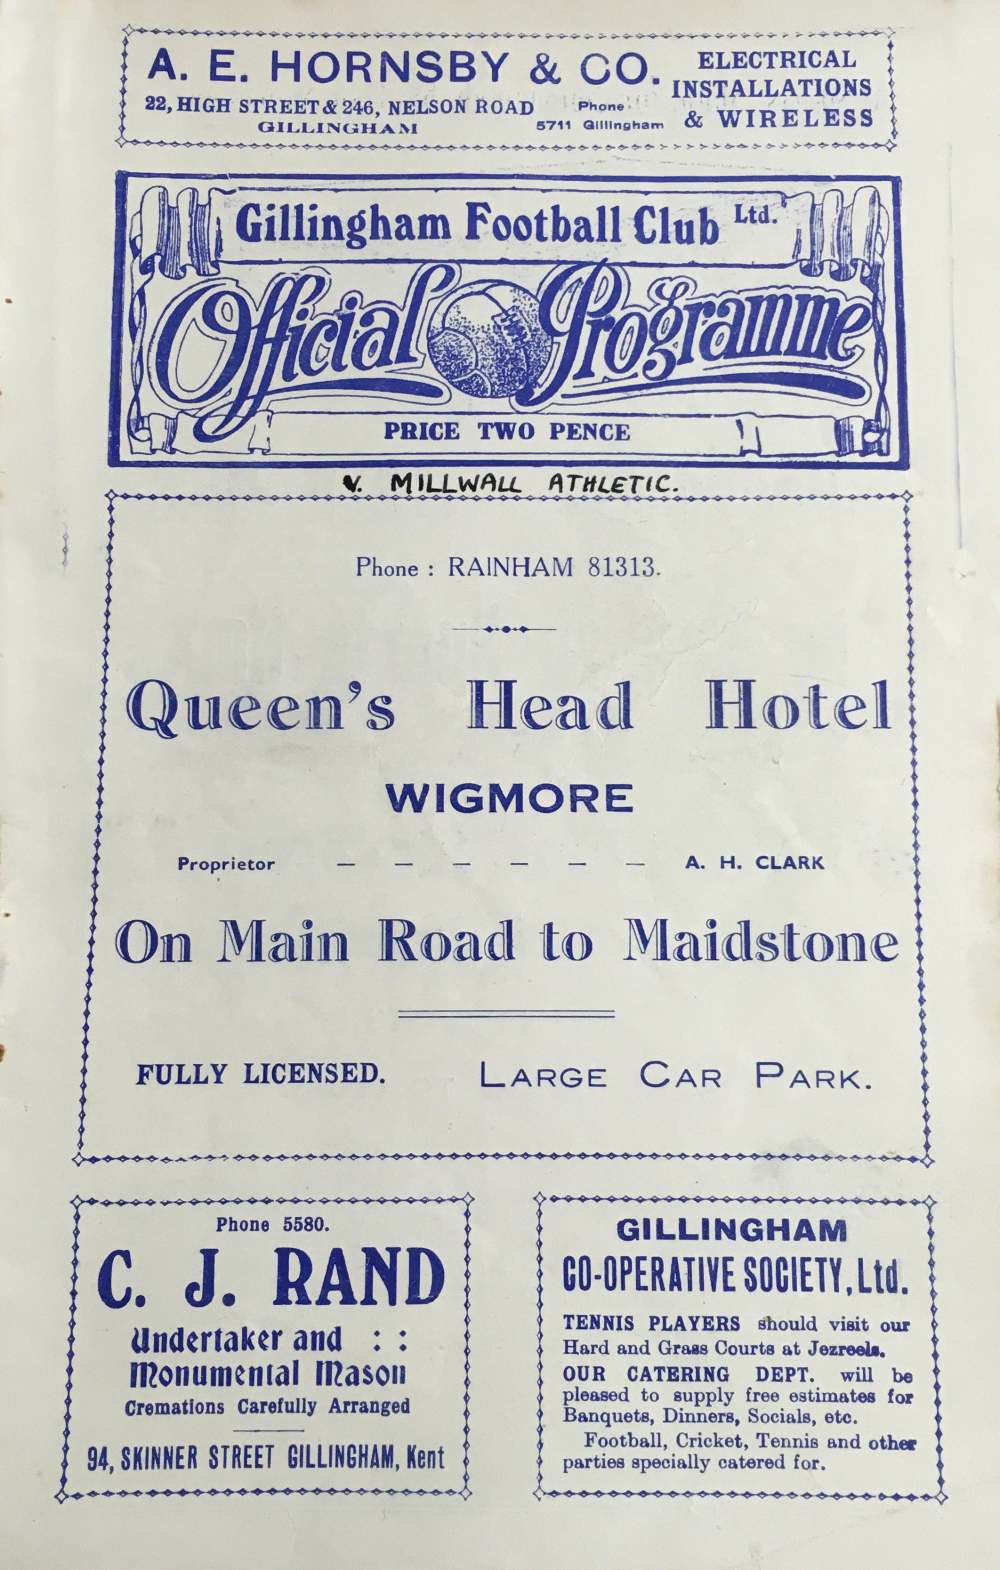 A. E. HORNSBY & CO.
ELECTRICAL
INSTALLATIONS
& WIRELESS
22, HIGH STREET & 246, NELSON ROAD
GILLINGHAM
Phone
5711 Gillingham
Gillingham Football Club Ltd.
Official Programme
PRICE TWO PENCE
v. MILLWALL ATHLETIC.
Phone : RAINHAM 81313.
Queen's Head Hotel
WIGMORE
Proprietor — — — — — — A. H. CLARK
On Main Road to Maidstone
FULLY LICENSED. LARGE CAR PARK.
Phone 5580.
C. J. RAND
Undertaker and : :
Monumental Mason
Cremations Carefully Arranged
94, SKINNER STREET GILLINGHAM, Kent
GILLINGHAM
CO-OPERATIVE SOCIETY, Ltd.
TENNIS PLAYERS should visit our
Hard and Grass Courts at Jezreels.
OUR CATERING DEPT. will be
pleased to supply free estimates for
Banquets, Dinners, Socials, etc.
Football, Cricket, Tennis and other
parties specially catered for.